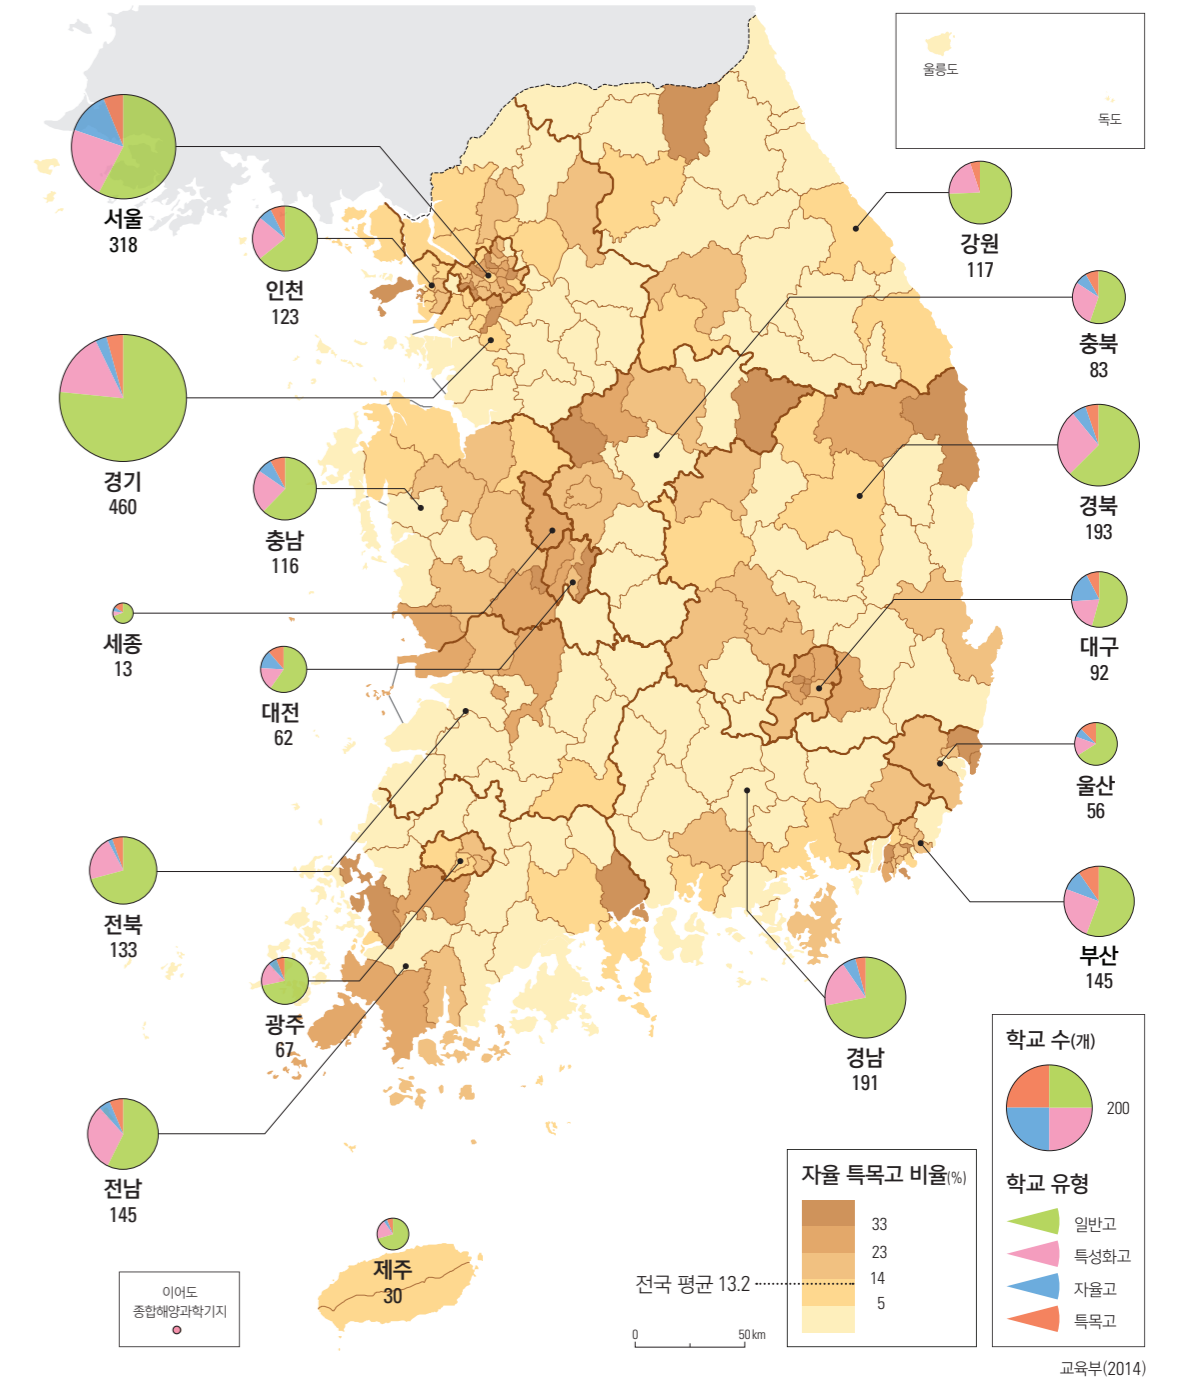 울릉도
독도
서울
318
인천
123
강원
117
충북
83
경기
460
경북
193
충남
116
대구
92
세종
13
대전
62
울산
56
전북
133
부산
145
광주
67
경남
191
전남
145
제주
30
이어도
종합해양과학기지
학교 수(개)
200
학교 유형
일반고
특성화고
자율고
특목고
자율 특목고 비율(%)
33
23
14
5
전국 평균 13.2
0 50 km
교육부(2014)